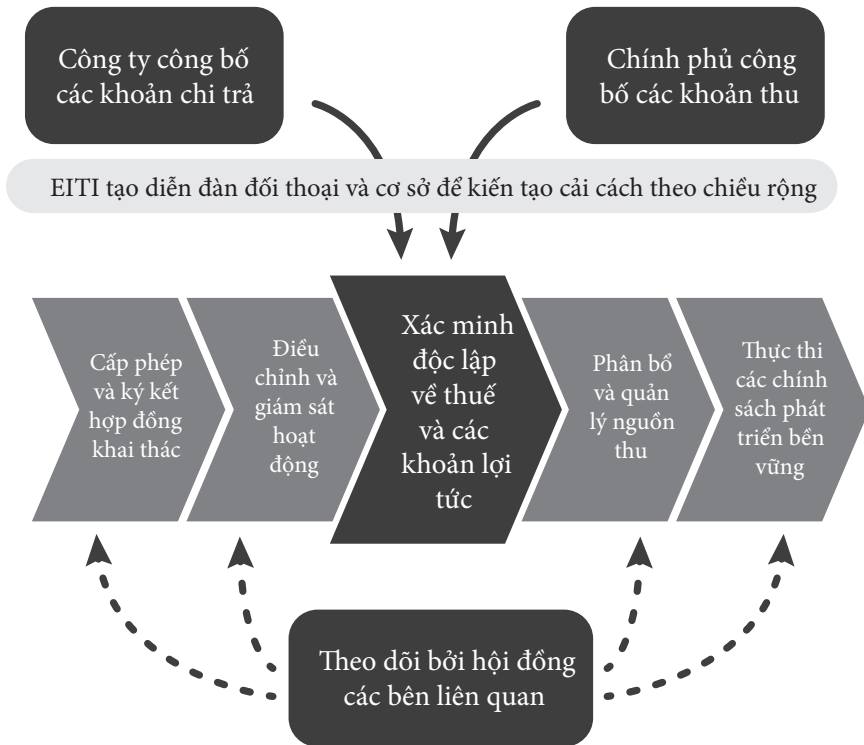 Công ty công bố
các khoản chi trả
Chính phủ công
bố các khoản thu
EITI tạo diễn đàn đối thoại và cơ sở để kiến tạo cải cách theo chiều rộng
Cấp phép
và ký kết
hợp đồng
khai thác
Điều
chỉnh và
giám sát
hoạt
động
Xác minh
độc lập
về thuế
và các
khoản lợi
tức
Phân bổ
và quản
lý nguồn
thu
Thực thi
các chính
sách phát
triển bền
vững
Theo dõi bởi hội đồng
các bên liên quan